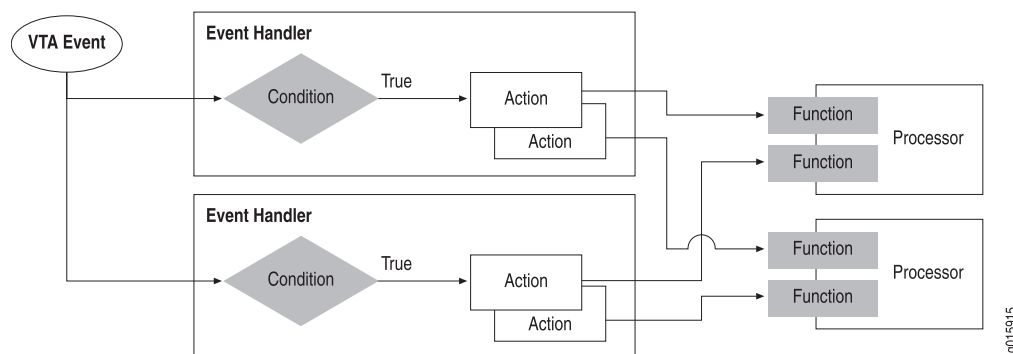 VTA Event
Event Handler
Condition
True
Action
Action
Function
Function
Processor
Event Handler
Condition
True
Action
Action
Function
Function
Processor
g015915